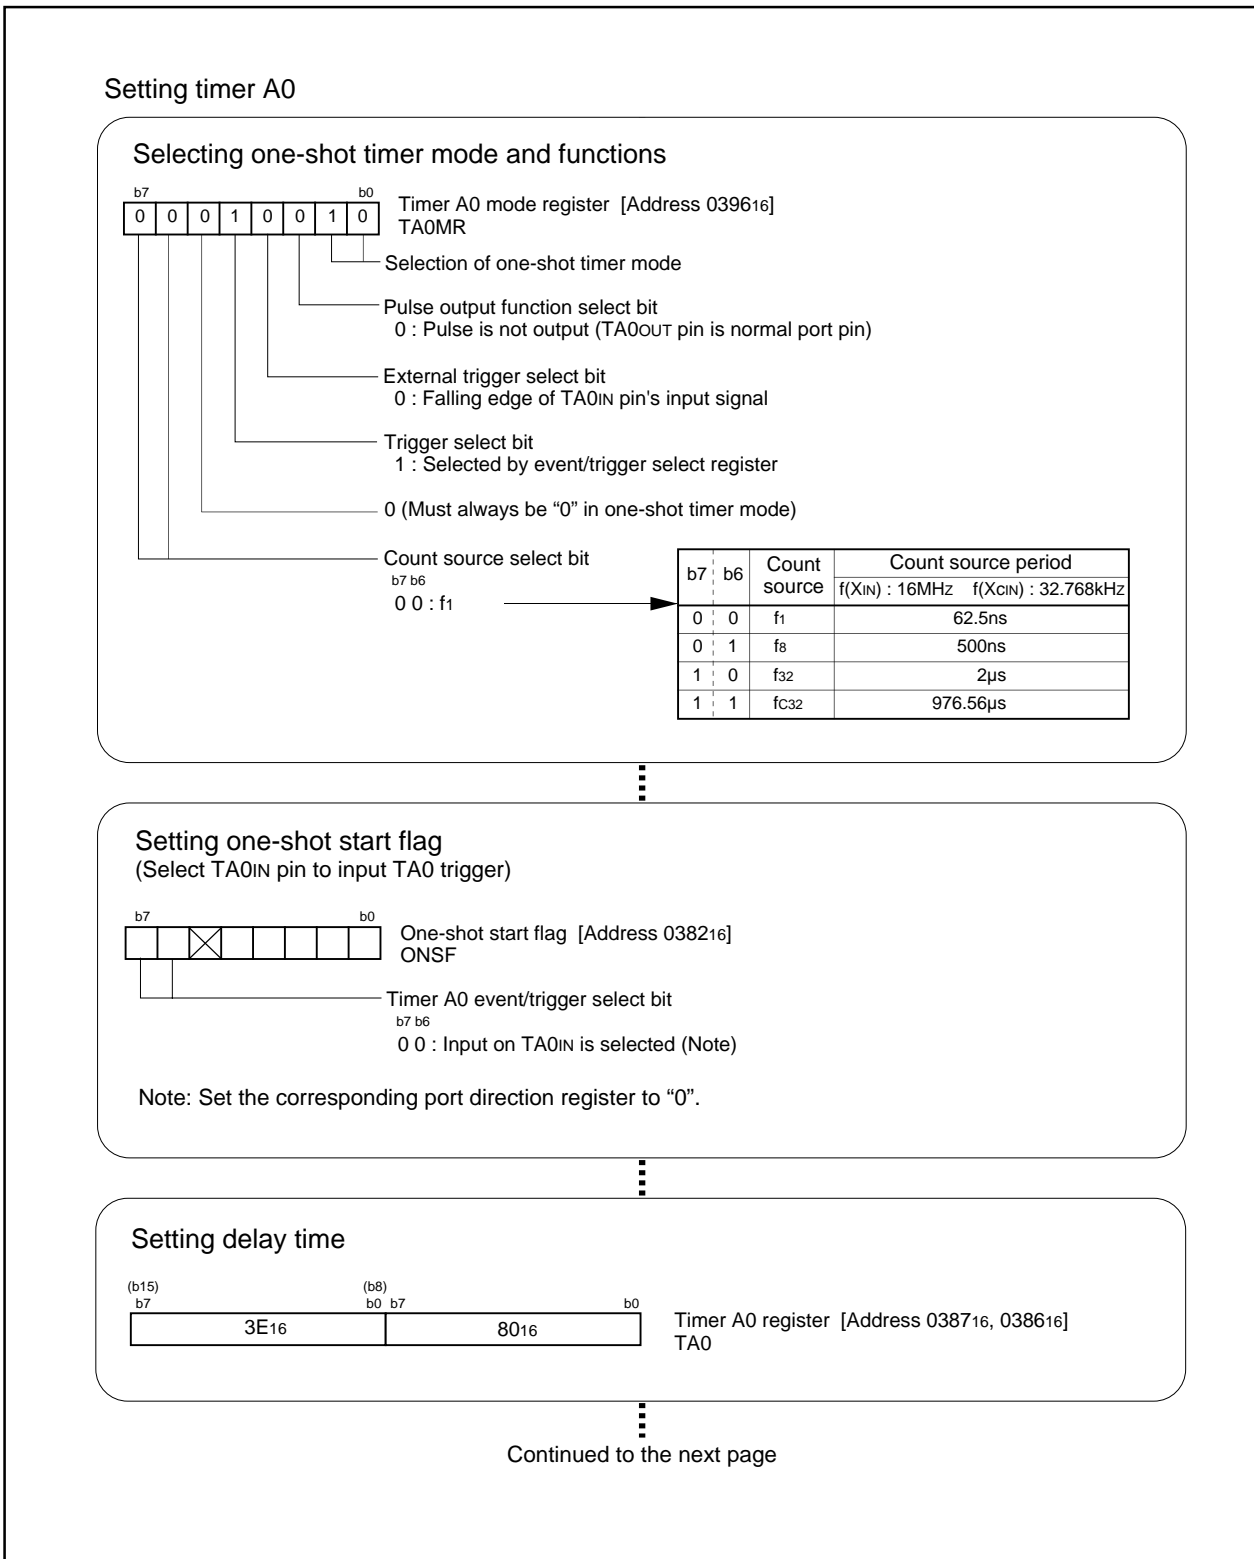 Setting timer A0
Selecting one-shot timer mode and functions
b7 b0
0 0 0 1 0 0 1 0
Timer A0 mode register [Address 039616]
TA0MR
Selection of one-shot timer mode
Pulse output function select bit
0 : Pulse is not output (TA0OUT pin is normal port pin)
External trigger select bit
0 : Falling edge of TA0IN pin's input signal
Trigger select bit
1 : Selected by event/trigger select register
0 (Must always be “0” in one-shot timer mode)
Count source select bit
b7 b6
0 0 : f1
b7 b6 Count source Count source period
f(XIN) : 16MHZ f(XCIN) : 32.768kHZ
0 0 f1 62.5ns
0 1 f8 500ns
1 0 f32 2µs
1 1 fC32 976.56µs
Setting one-shot start flag
(Select TA0IN pin to input TA0 trigger)
b7 b0
One-shot start flag [Address 038216]
ONSF
Timer A0 event/trigger select bit
b7 b6
0 0 : Input on TA0IN is selected (Note)
Note: Set the corresponding port direction register to “0”.
Setting delay time
(b15) (b8)
b7 b0 b7 b0
3E16 8016
Timer A0 register [Address 038716, 038616]
TA0
Continued to the next page